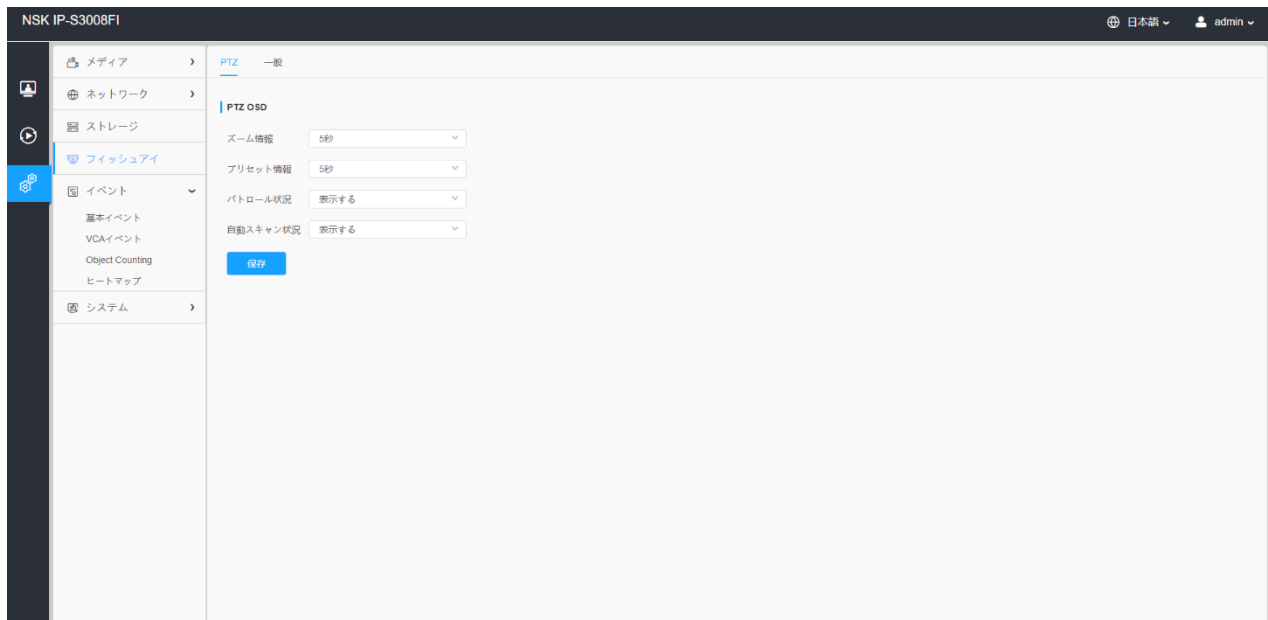 NSK IP-S3008FI
日本語
admin
メディア
ネットワーク
ストレージ
フィッシュアイ
イベント
基本イベント
VCAイベント
Object Counting
ヒートマップ
システム
PTZ 一般
PTZ OSD
ズーム情報 5秒
プリセット情報 5秒
パトロール状況 表示する
自動スキャン状況 表示する
保存